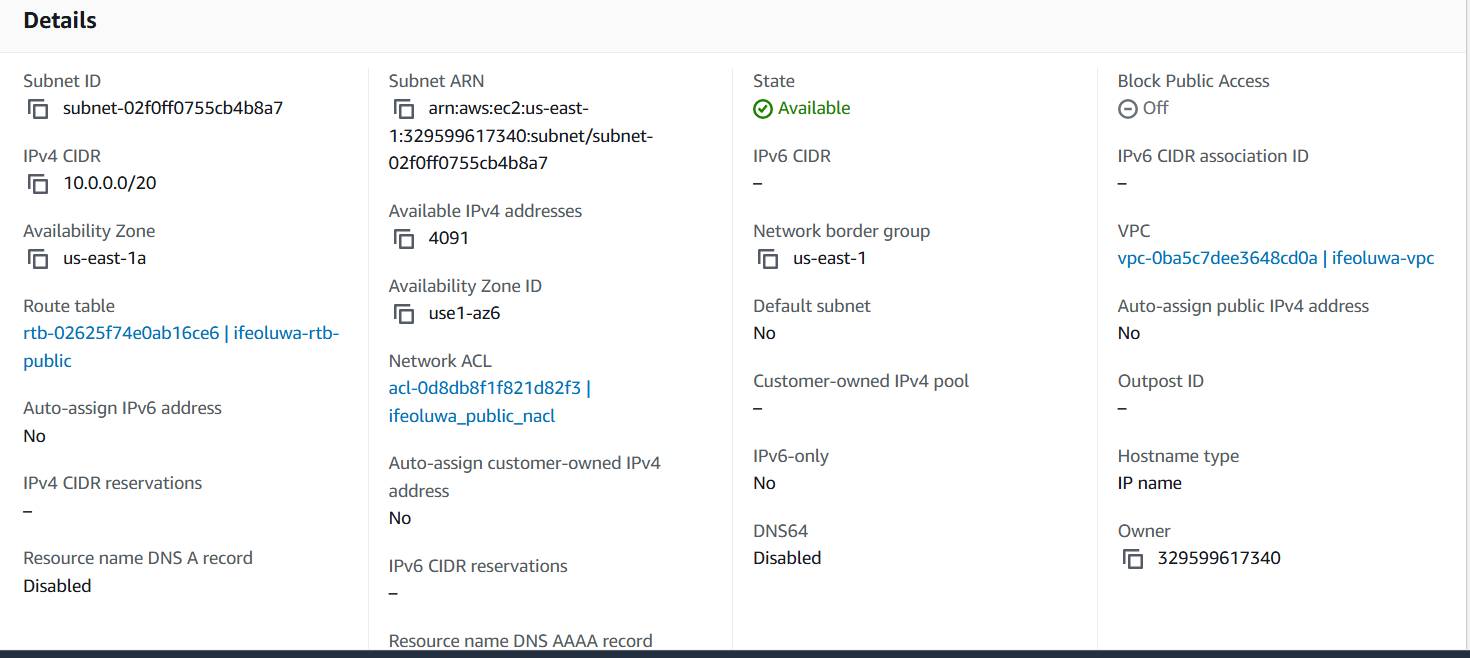 Details
Subnet ID
subnet-02f0ff0755cb4b8a7
IPv4 CIDR
10.0.0.0/20
Availability Zone
us-east-1a
Route table
rtb-02625f74e0ab16ce6 | ifeoluwa-rtb-
public
Auto-assign IPv6 address
No
IPv4 CIDR reservations
–
Resource name DNS A record
Disabled
Subnet ARN
arn:aws:ec2:us-east-
1:329599617340:subnet/subnet-
02f0ff0755cb4b8a7
Available IPv4 addresses
4091
Availability Zone ID
use1-az6
Network ACL
acl-0d8db8f1f821d82f3 |
ifeoluwa_public_nacl
Auto-assign customer-owned IPv4
address
No
IPv6 CIDR reservations
–
Resource name DNS AAAA record
State
Available
IPv6 CIDR
–
Network border group
us-east-1
Default subnet
No
Customer-owned IPv4 pool
–
IPv6-only
No
DNS64
Disabled
Block Public Access
Off
IPv6 CIDR association ID
–
VPC
vpc-0ba5c7dee3648cd0a | ifeoluwa-vpc
Auto-assign public IPv4 address
No
Outpost ID
–
Hostname type
IP name
Owner
329599617340